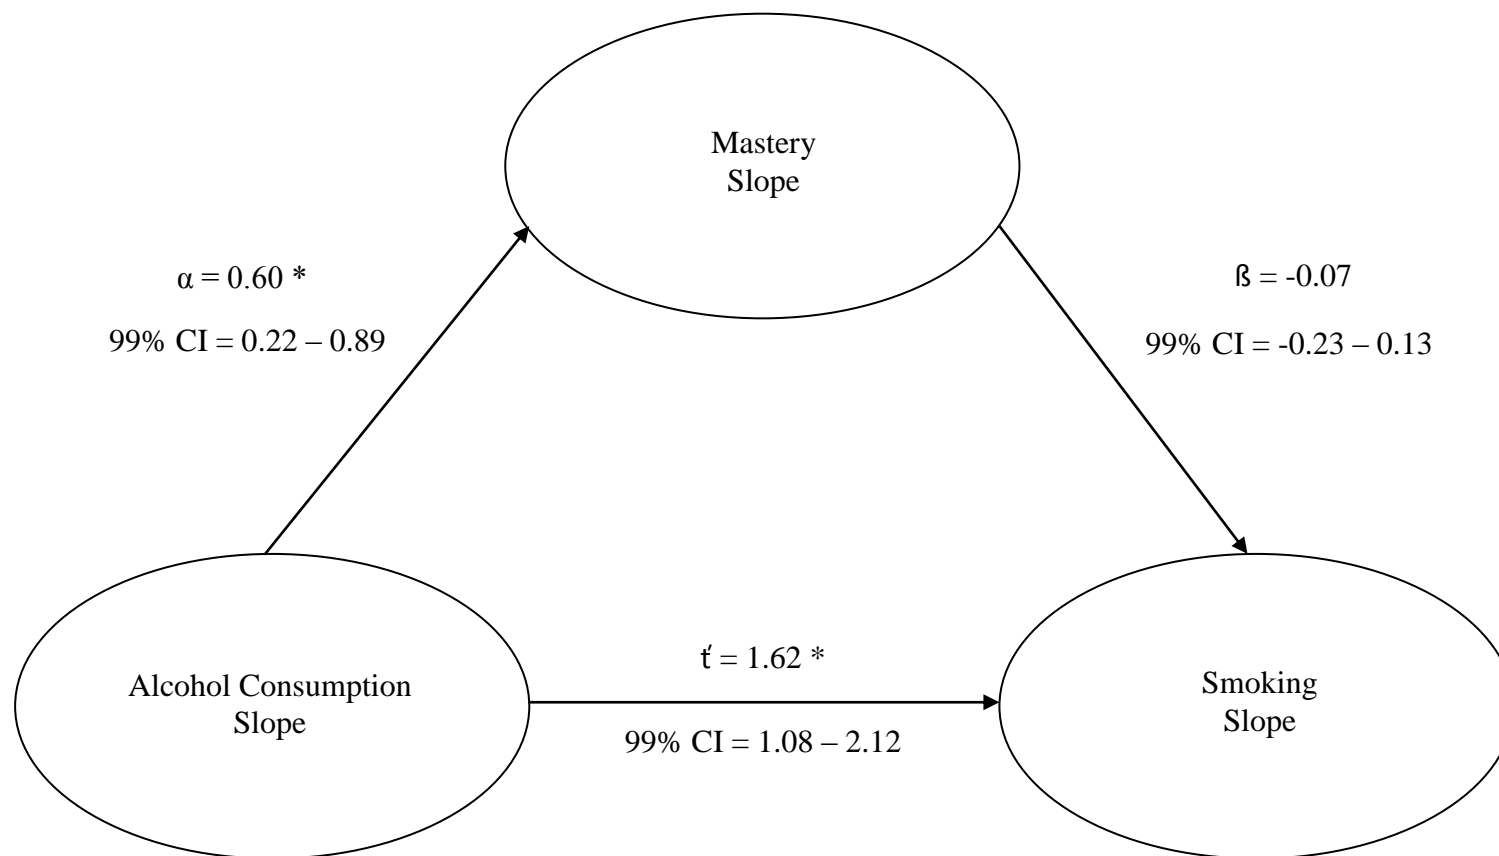 Mastery
Slope
α = 0.60 *
99% CI = 0.22 – 0.89
ß = -0.07
99% CI = -0.23 – 0.13
Alcohol Consumption
Slope
t́ = 1.62 *
99% CI = 1.08 – 2.12
Smoking
Slope